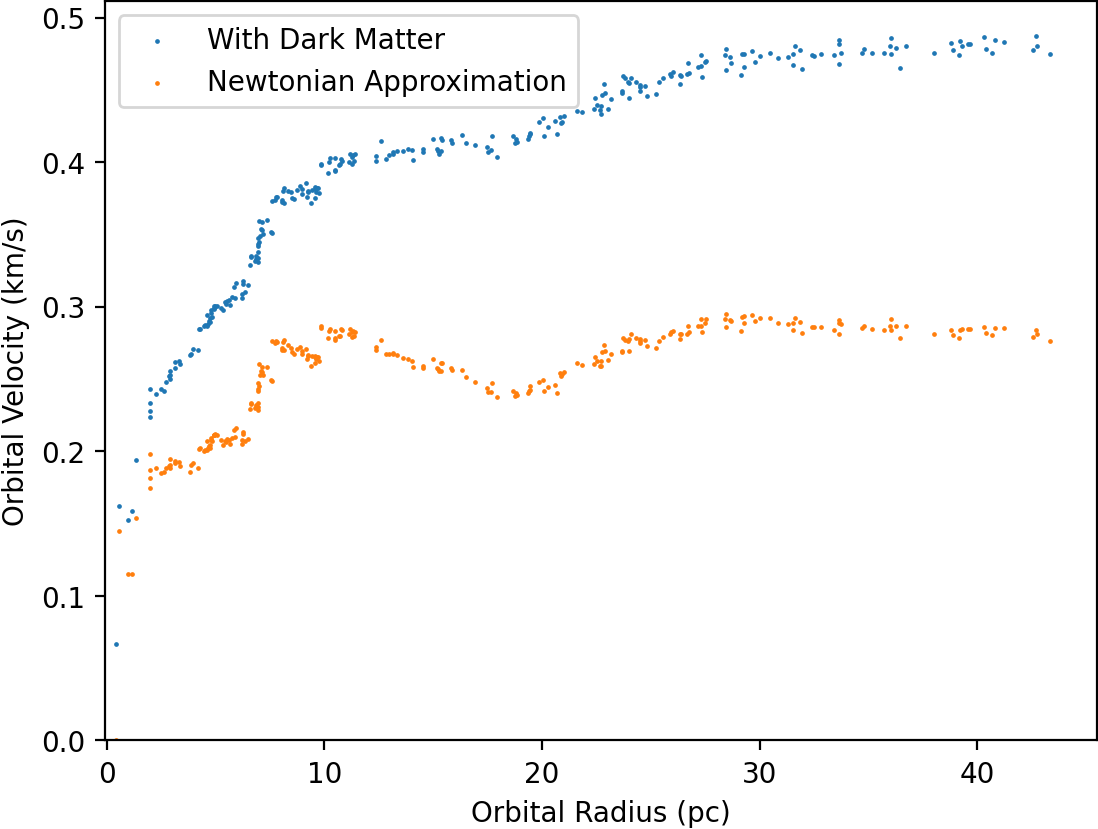 0.5
With Dark Matter
Newtonian Approximation
0.4
0.3
0.2
0.1
0.0
Orbital Velocity (km/s)
0
10
20
30
40
Orbital Radius (pc)